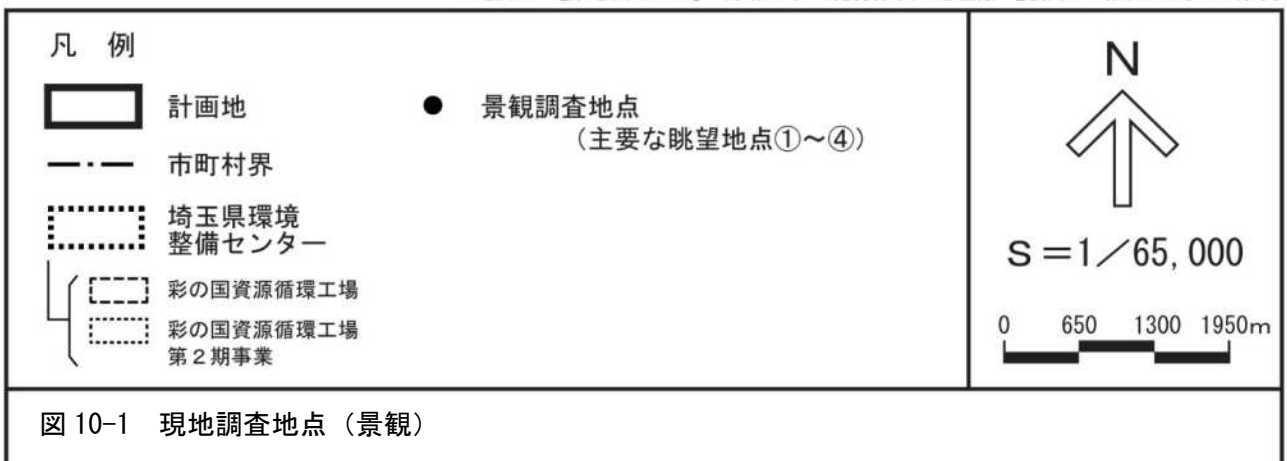 凡 例
計画地
市町村界
埼玉県環境
整備センター
彩の国資源循環工場
彩の国資源循環工場
第2期事業
● 景観調査地点
（主要な眺望地点①～④）
N
S＝1／65,000
0 650 1300 1950m
図 10-1 現地調査地点（景観）